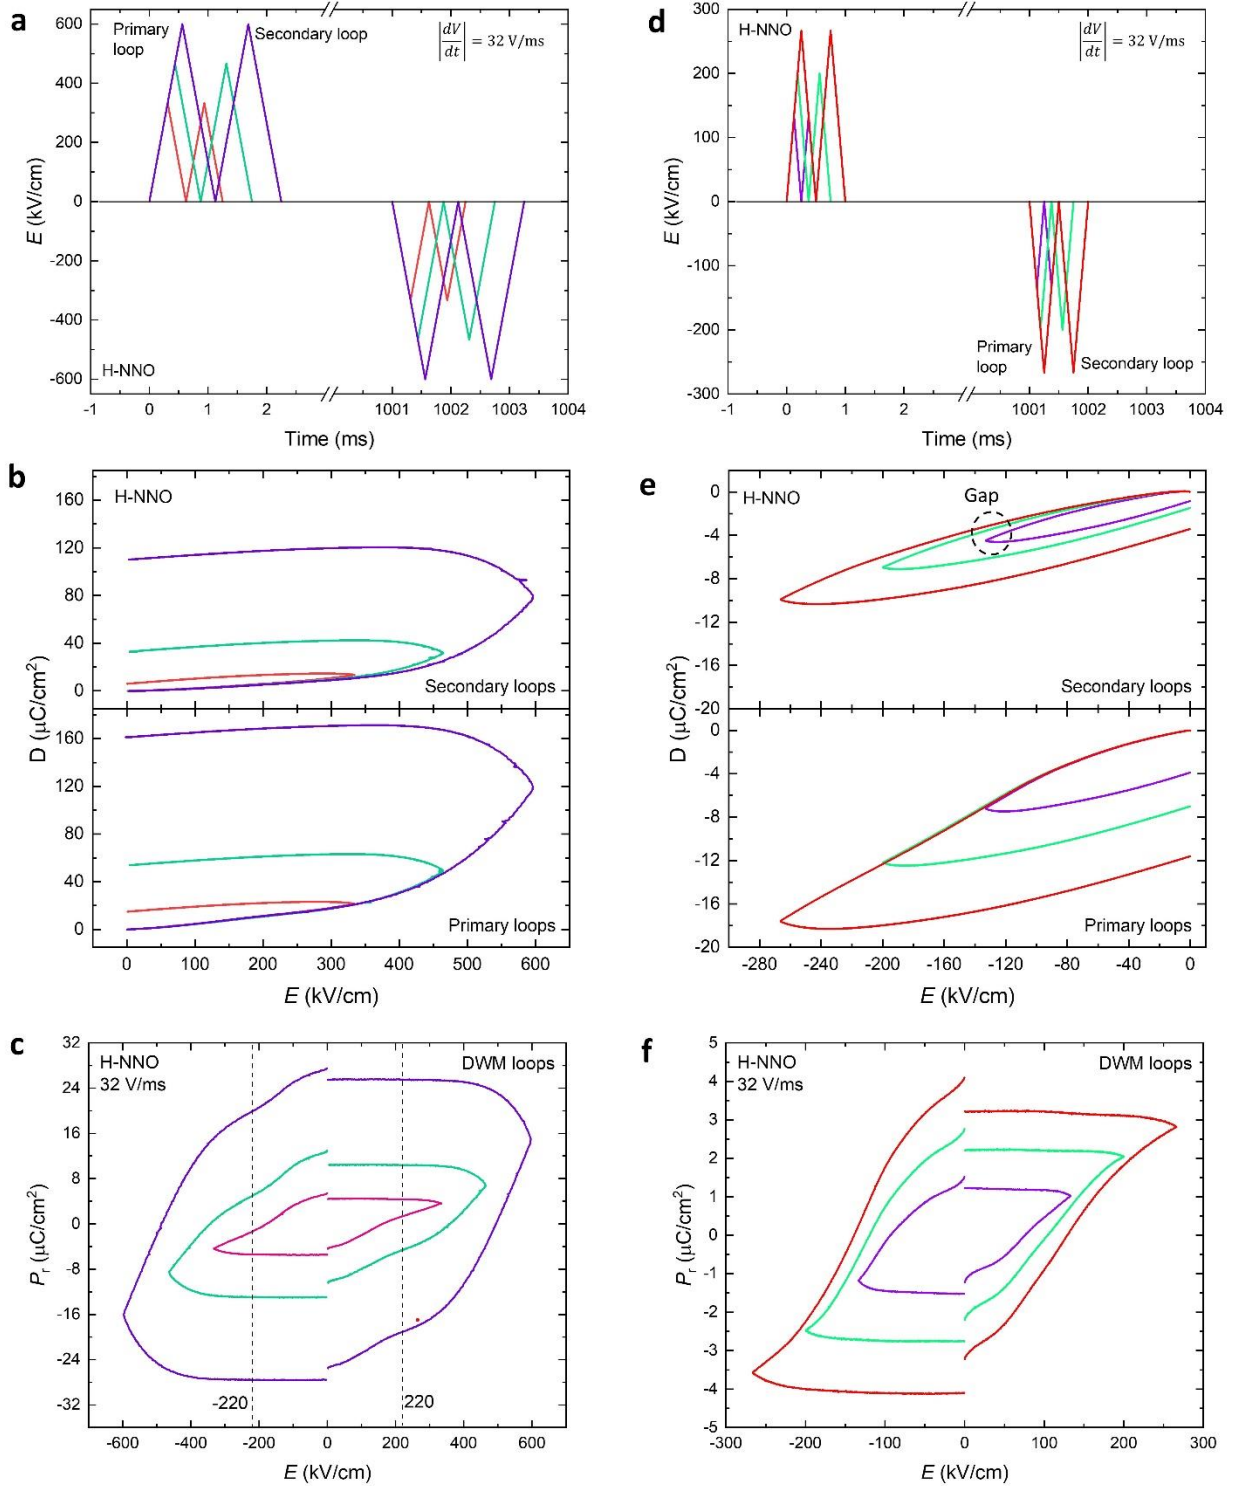 a
600
400
200
0
-200
-400
-600
E (kV/cm)
Primary
loop
Secondary loop
|dV/dt| = 32 V/ms
H-NNO
-1 0 1 2 1001 1002 1003 1004
Time (ms)
d
300
200
100
0
-100
-200
-300
E (kV/cm)
H-NNO
|dV/dt| = 32 V/ms
Primary
loop
Secondary loop
-1 0 1 2 1001 1002 1003 1004
Time (ms)
b
H-NNO
160
120
80
40
0
Secondary loops
D (µC/cm²)
160
120
80
40
0
Primary loops
0 100 200 300 400 500 600
E (kV/cm)
e
H-NNO
Gap
0
-4
-8
-12
-16
-20
Secondary loops
D (µC/cm²)
0
-4
-8
-12
-16
-20
Primary loops
-280 -240 -200 -160 -120 -80 -40 0
E (kV/cm)
c
H-NNO
32 V/ms
DWM loops
32
24
16
8
0
-8
-16
-24
-32
Pr (µC/cm²)
-220
220
-600 -400 -200 0 200 400 600
E (kV/cm)
f
H-NNO
32 V/ms
DWM loops
5
4
3
2
1
0
-1
-2
-3
-4
-5
Pr (µC/cm²)
-300 -200 -100 0 100 200 300
E (kV/cm)